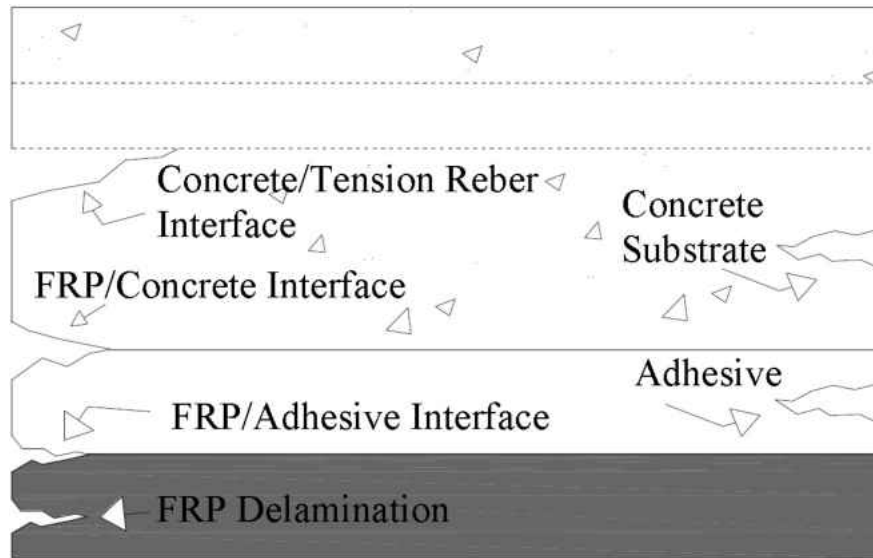 Concrete/Tension Reber
Interface
Concrete
Substrate
FRP/Concrete Interface
Adhesive
FRP/Adhesive Interface
FRP Delamination